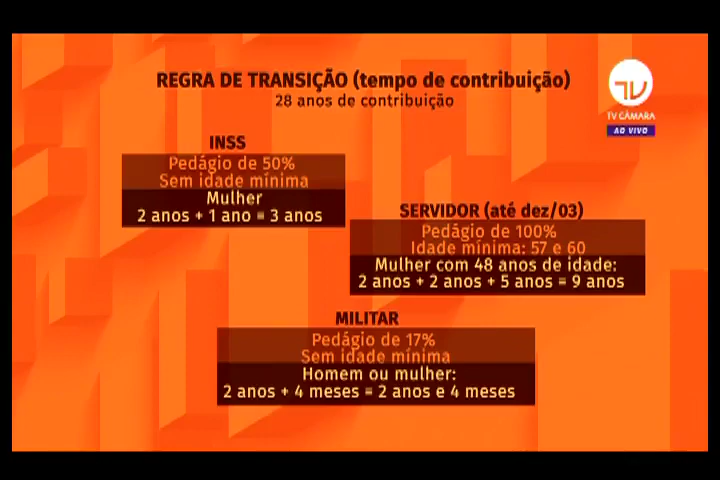 REGRA DE TRANSIÇÃO (tempo de contribuição)
28 anos de contribuição
TV CÂMARA
AO VIVO
INSS
Pedágio de 50%
Sem idade mínima
Mulher
2 anos + 1 ano = 3 anos
SERVIDOR (até dez/03)
Pedágio de 100%
Idade mínima: 57 e 60
Mulher com 48 anos de idade:
2 anos + 2 anos + 5 anos = 9 anos
MILITAR
Pedágio de 17%
Sem idade mínima
Homem ou mulher:
2 anos + 4 meses = 2 anos e 4 meses